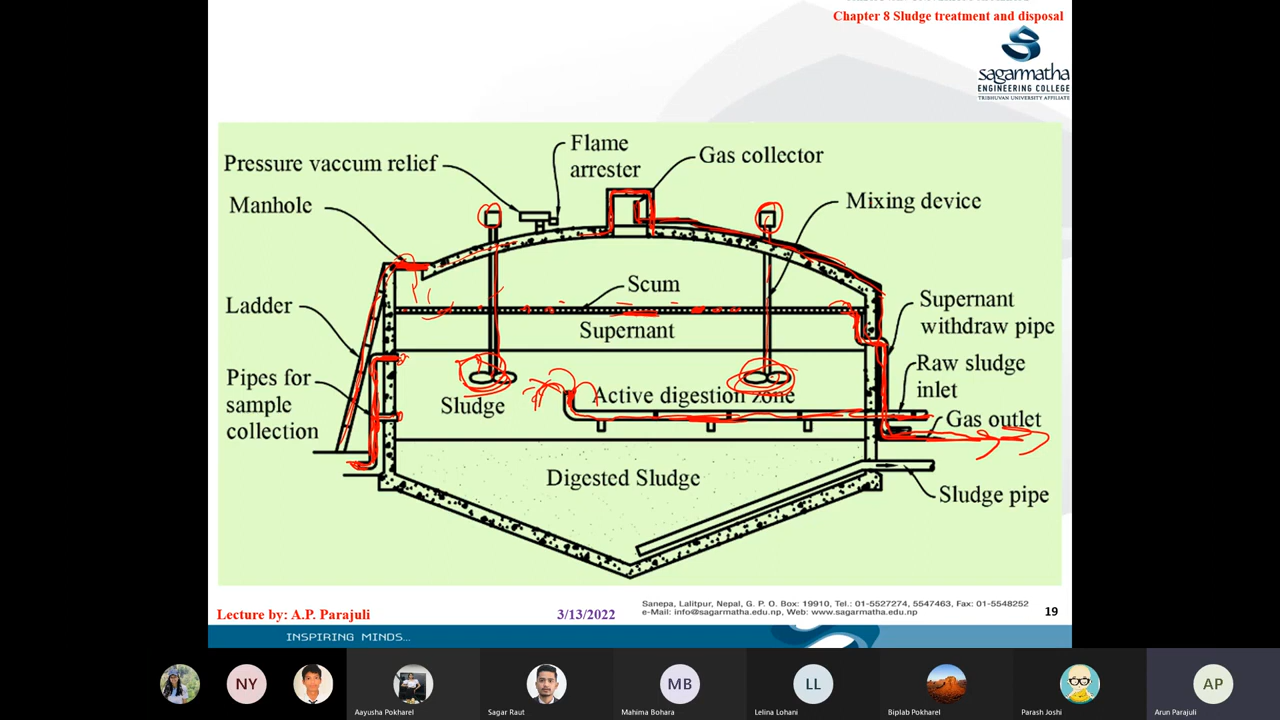 Chapter 8 Sludge treatment and disposal
sagarmatha
ENGINEERING COLLEGE
TRIBHUVAN UNIVERSITY AFFILIATE
Flame
arrester
Pressure vaccum relief
Gas collector
Manhole
Mixing device
Scum
Ladder
Supernant
withdraw pipe
Supernant
Raw sludge
inlet
Pipes for
sample
collection
Active digestion zone
Sludge
Gas outlet
Digested Sludge
Sludge pipe
Lecture by: A.P. Parajuli
3/13/2022
Sanepa, Lalitpur, Nepal, G. P. O. Box: 19910, Tel.: 01-5527274, 5547463, Fax: 01-5548252
e-Mail: info@sagarmatha.edu.np, Web: www.sagarmatha.edu.np
19
INSPIRING MINDS...
NY
MB
LL
AP
Aayusha Pokharel
Sagar Raut
Mahima Bohara
Lelina Lohani
Biplab Pokharel
Parash Joshi
Arun Parajuli